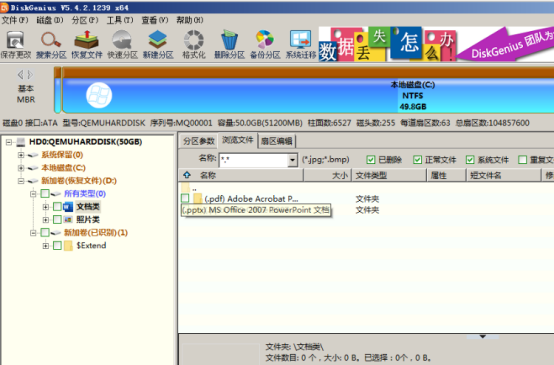 DiskGenius V5.4.2.1239 x64
文件(F) 磁盘(D) 分区(P) 工具(T) 查看(V) 帮助(H)
保存更改 搜索分区 恢复文件 快速分区 新建分区 格式化 删除分区 备份分区 系统迁移
数据丢失怎么办!
DiskGenius 团队为
基本
MBR
本地磁盘(C:)
NTFS
49.8GB
磁盘0 接口:ATA 型号:QEMUHARDDISK 序列号:MQ00001 容量:50.0GB(51200MB) 柱面数:6527 磁头数:255 每道扇区数:63 总扇区数:104857600
HD0:QEMUHARDDISK(50GB)
系统保留(0)
本地磁盘(C:)
新加卷(恢复文件)(D:)
所有类型(0)
文档类
照片类
新加卷(已识别)(1)
$Extend
分区参数 浏览文件 扇区编辑
名称: *.* (*.jpg;*.bmp) 已删除 正常文件 系统文件 重复文
名称 大小 文件类型 属性 短文件名 修
..
(.pdf) Adobe Acrobat P... 文件夹
(.pptx) MS Office 2007 PowerPoint 文档 文件夹
文件夹: \文档类\
文件数目: 0 个，大小: 0 B。已选择：0个，0 B。